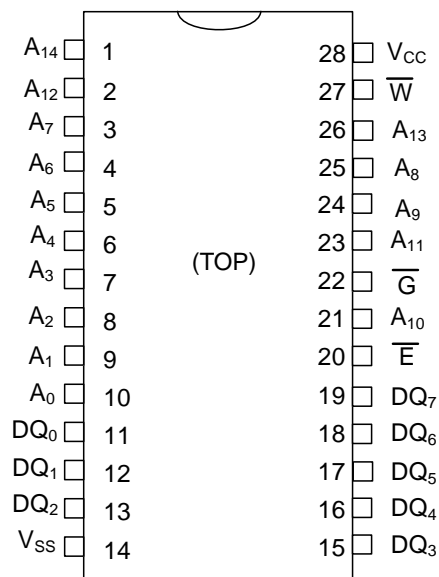 A₁₄ 1 28 V_CC
A₁₂ 2 27 W̅
A₇ 3 26 A₁₃
A₆ 4 25 A₈
A₅ 5 24 A₉
A₄ 6 23 A₁₁
(TOP)
A₃ 7 22 G̅
A₂ 8 21 A₁₀
A₁ 9 20 E̅
A₀ 10 19 DQ₇
DQ₀ 11 18 DQ₆
DQ₁ 12 17 DQ₅
DQ₂ 13 16 DQ₄
V_SS 14 15 DQ₃